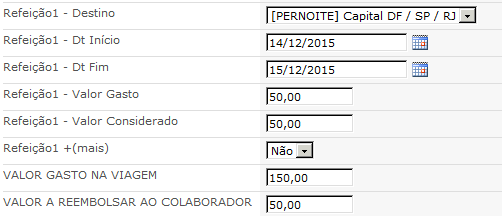 Refeição1 - Destino [PERNOITE] Capital DF / SP / RJ
Refeição1 - Dt Início 14/12/2015
Refeição1 - Dt Fim 15/12/2015
Refeição1 - Valor Gasto 50,00
Refeição1 - Valor Considerado 50,00
Refeição1 +(mais) Não
VALOR GASTO NA VIAGEM 150,00
VALOR A REEMBOLSAR AO COLABORADOR 50,00